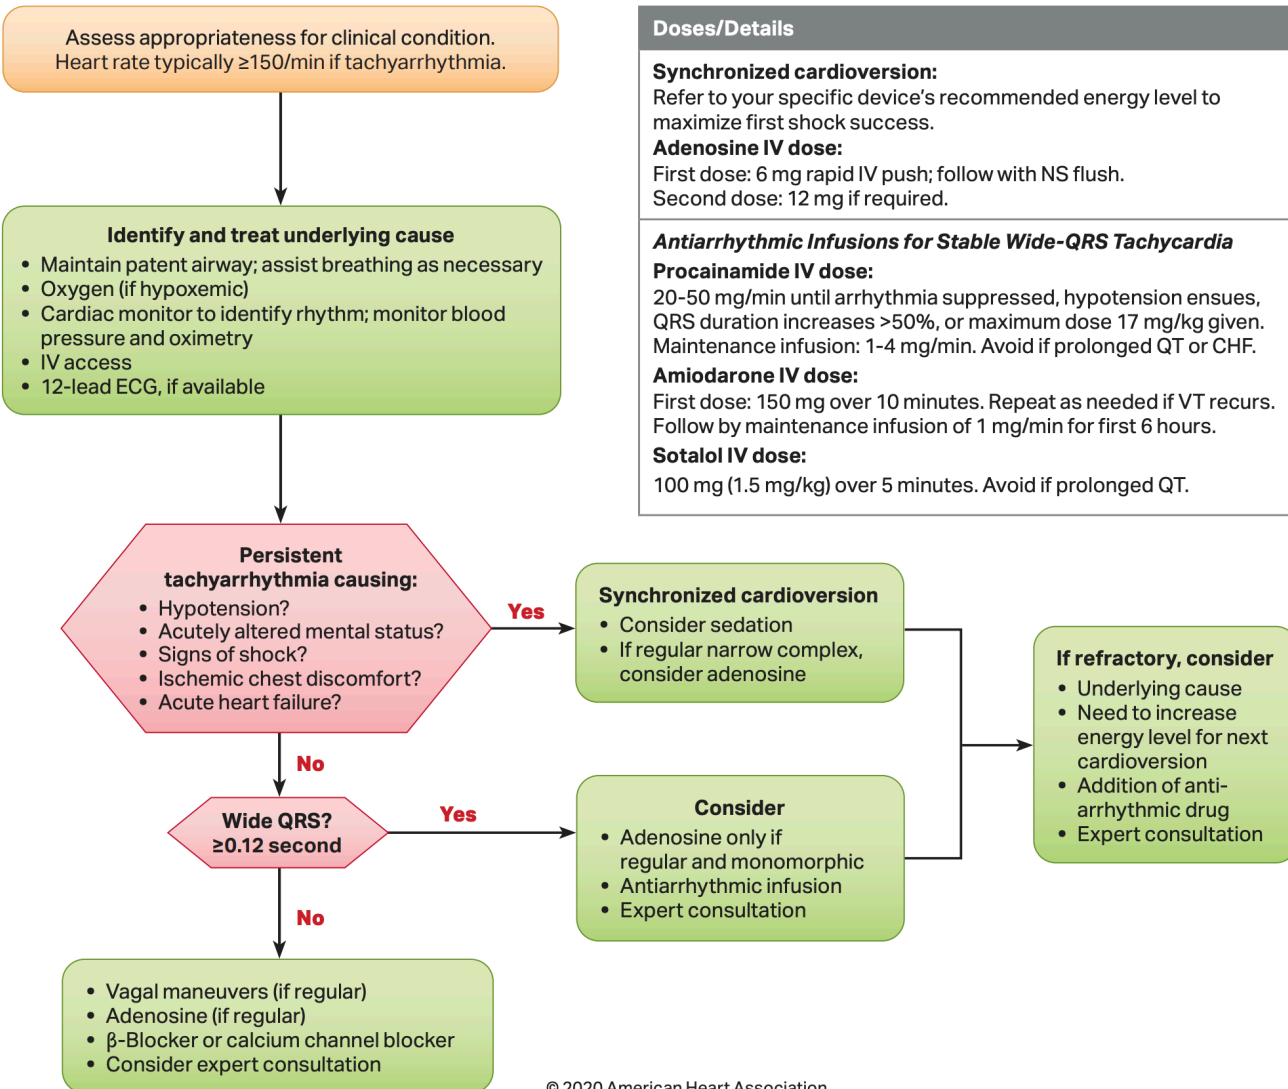 Assess appropriateness for clinical condition.
Heart rate typically ≥150/min if tachyarrhythmia.
Identify and treat underlying cause
• Maintain patent airway; assist breathing as necessary
• Oxygen (if hypoxemic)
• Cardiac monitor to identify rhythm; monitor blood
pressure and oximetry
• IV access
• 12-lead ECG, if available
Persistent
tachyarrhythmia causing:
• Hypotension?
• Acutely altered mental status?
• Signs of shock?
• Ischemic chest discomfort?
• Acute heart failure?
Yes
Synchronized cardioversion
• Consider sedation
• If regular narrow complex,
consider adenosine
If refractory, consider
• Underlying cause
• Need to increase
energy level for next
cardioversion
• Addition of anti-
arrhythmic drug
• Expert consultation
No
Wide QRS?
≥0.12 second
Yes
Consider
• Adenosine only if
regular and monomorphic
• Antiarrhythmic infusion
• Expert consultation
No
• Vagal maneuvers (if regular)
• Adenosine (if regular)
• β-Blocker or calcium channel blocker
• Consider expert consultation
Doses/Details
Synchronized cardioversion:
Refer to your specific device's recommended energy level to
maximize first shock success.
Adenosine IV dose:
First dose: 6 mg rapid IV push; follow with NS flush.
Second dose: 12 mg if required.
Antiarrhythmic Infusions for Stable Wide-QRS Tachycardia
Procainamide IV dose:
20-50 mg/min until arrhythmia suppressed, hypotension ensues,
QRS duration increases >50%, or maximum dose 17 mg/kg given.
Maintenance infusion: 1-4 mg/min. Avoid if prolonged QT or CHF.
Amiodarone IV dose:
First dose: 150 mg over 10 minutes. Repeat as needed if VT recurs.
Follow by maintenance infusion of 1 mg/min for first 6 hours.
Sotalol IV dose:
100 mg (1.5 mg/kg) over 5 minutes. Avoid if prolonged QT.
© 2020 American Heart Association